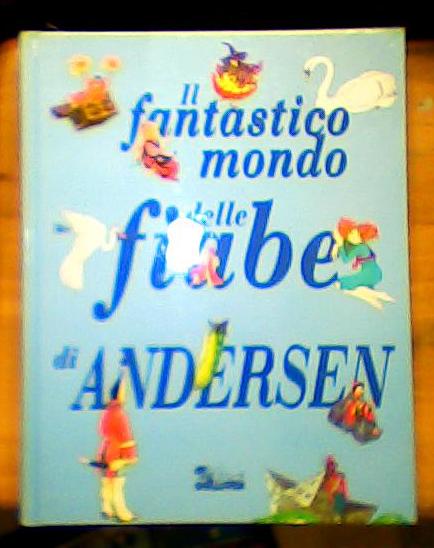 Il
fantastico
mondo
delle
fiabe
di ANDERSEN